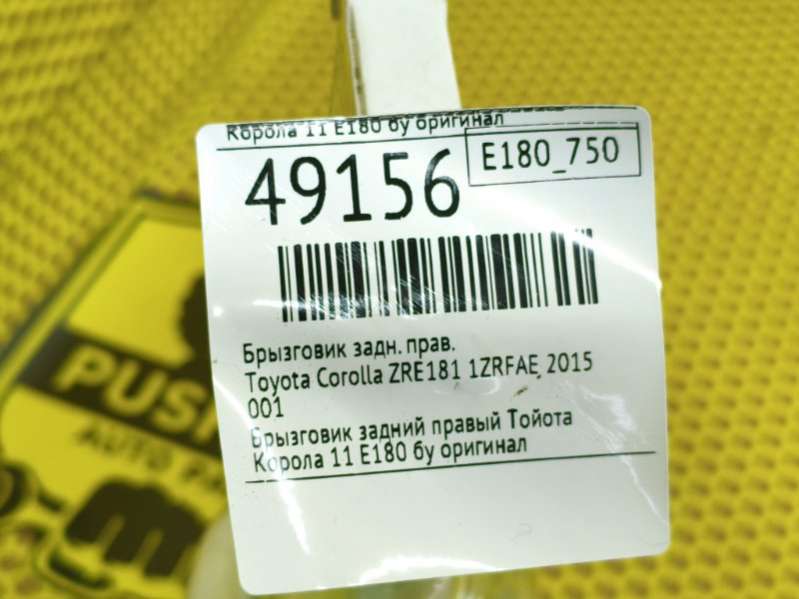 Корола 11 E180 бу оригинал
49156
E180_750
Брызговик задн. прав.
Toyota Corolla ZRE181 1ZRFAE, 2015
001
Брызговик задний правый Тойота
Корола 11 E180 бу оригинал
PUSH
AUTO